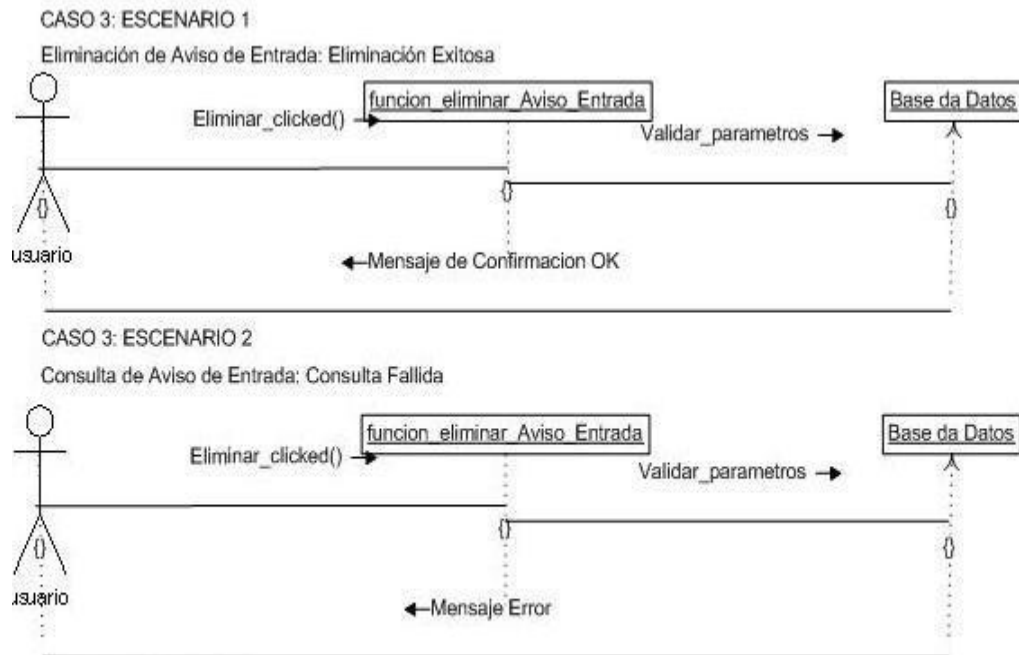 CASO 3: ESCENARIO 1
Eliminación de Aviso de Entrada: Eliminación Exitosa
funcion_eliminar_Aviso_Entrada
Base da Datos
Eliminar_clicked()
Validar_parametros
{}
{}
{}
usuario
Mensaje de Confirmacion OK
CASO 3: ESCENARIO 2
Consulta de Aviso de Entrada: Consulta Fallida
funcion_eliminar_Aviso_Entrada
Base da Datos
Eliminar_clicked()
Validar_parametros
{}
{}
{}
usuario
Mensaje Error